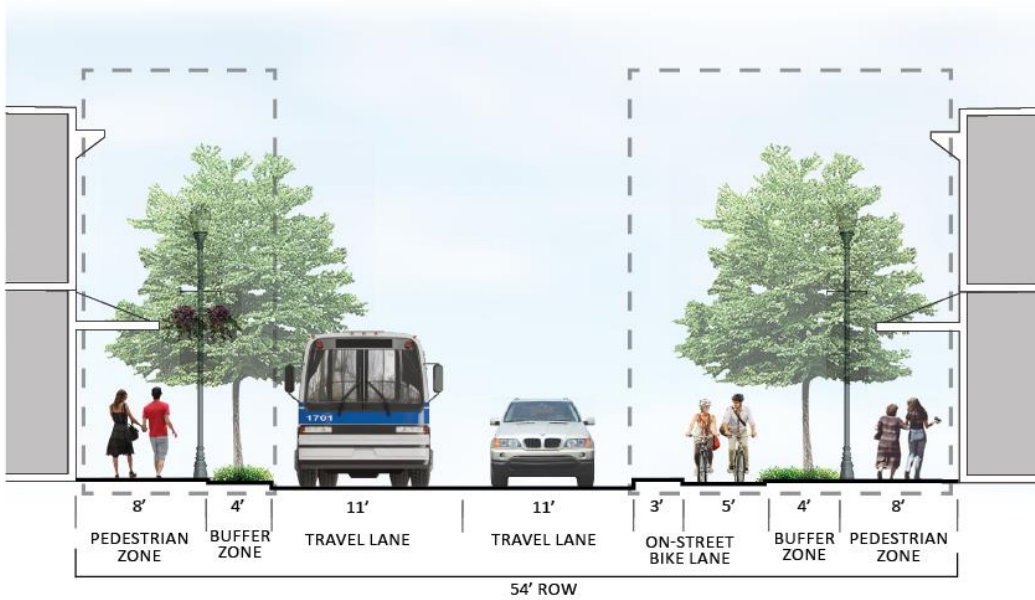 1701
8’ 4’ 11’ 11’ 3’ 5’ 4’ 8’
PEDESTRIAN ZONE
BUFFER ZONE
TRAVEL LANE
TRAVEL LANE
ON-STREET BIKE LANE
BUFFER ZONE
PEDESTRIAN ZONE
54’ ROW